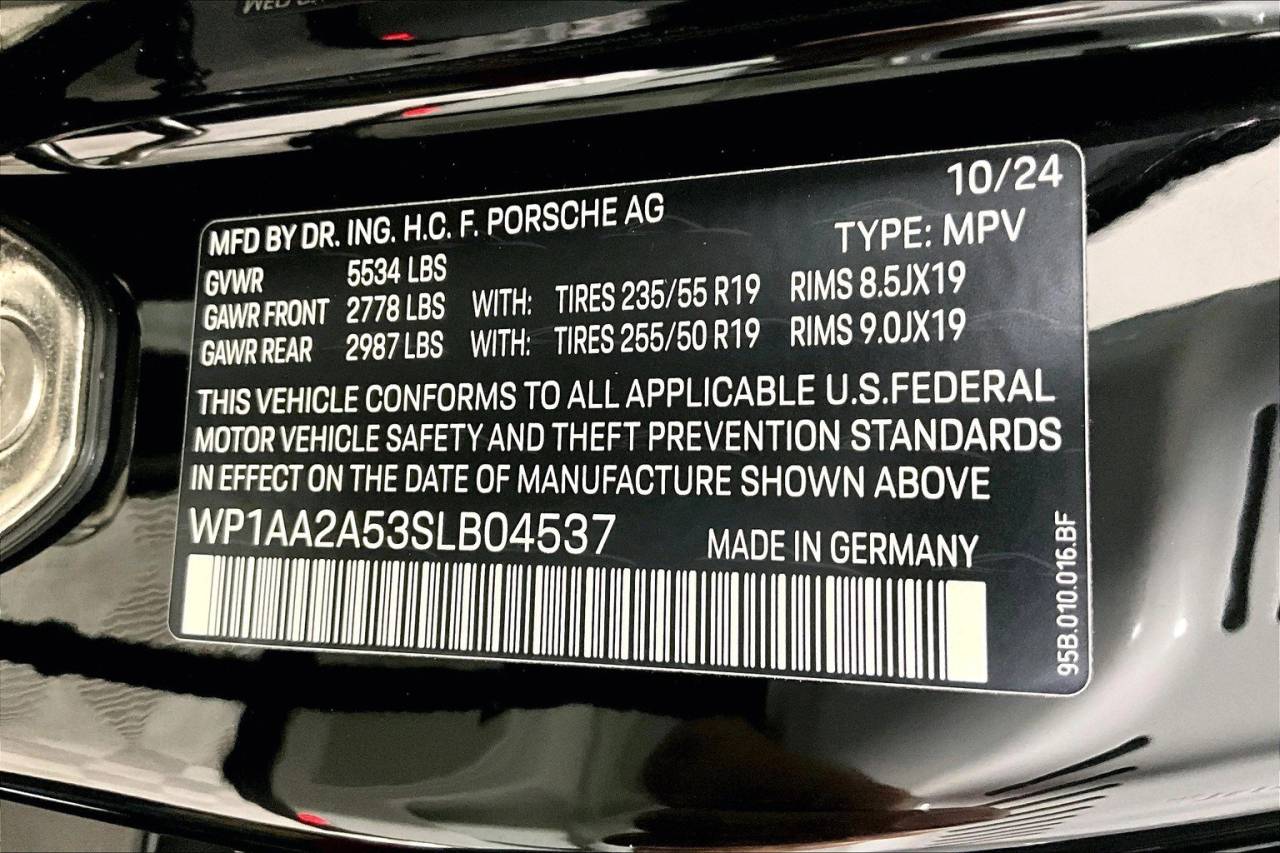 10/24
MFD BY DR. ING. H.C. F. PORSCHE AG
TYPE: MPV
GVWR 5534 LBS
GAWR FRONT 2778 LBS WITH: TIRES 235/55 R19 RIMS 8.5JX19
GAWR REAR 2987 LBS WITH: TIRES 255/50 R19 RIMS 9.0JX19
THIS VEHICLE CONFORMS TO ALL APPLICABLE U.S.FEDERAL
MOTOR VEHICLE SAFETY AND THEFT PREVENTION STANDARDS
IN EFFECT ON THE DATE OF MANUFACTURE SHOWN ABOVE
WP1AA2A53SLB04537 MADE IN GERMANY
95B.010.016.BF